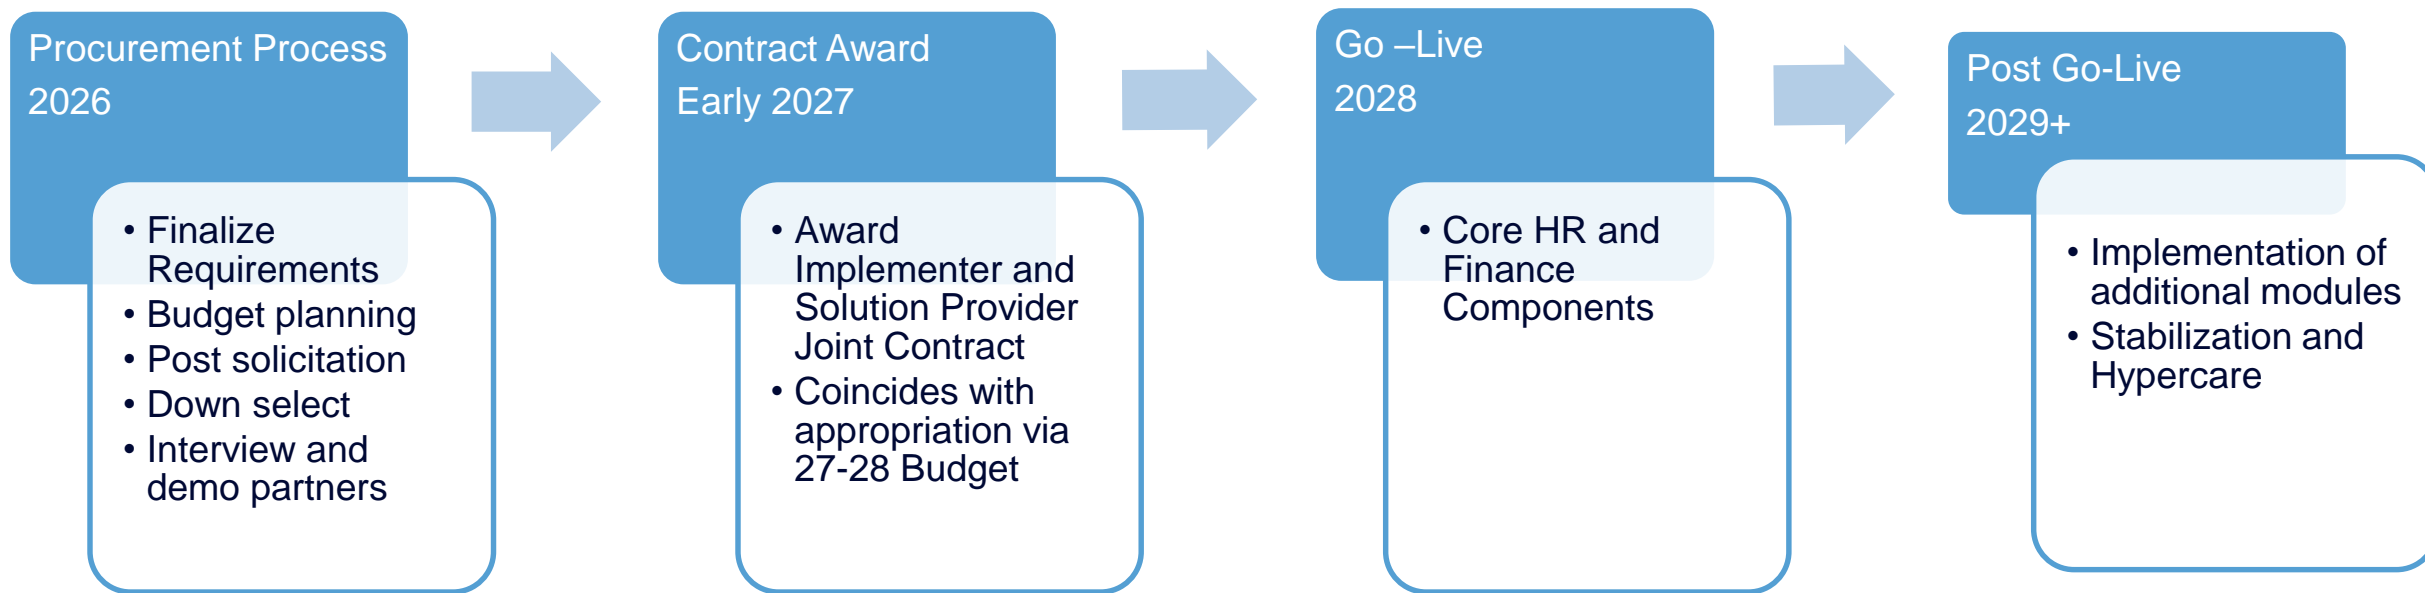 Procurement Process
2026
• Finalize
Requirements
• Budget planning
• Post solicitation
• Down select
• Interview and
demo partners
Contract Award
Early 2027
• Award
Implementer and
Solution Provider
Joint Contract
• Coincides with
appropriation via
27-28 Budget
Go –Live
2028
• Core HR and
Finance
Components
Post Go-Live
2029+
• Implementation of
additional modules
• Stabilization and
Hypercare